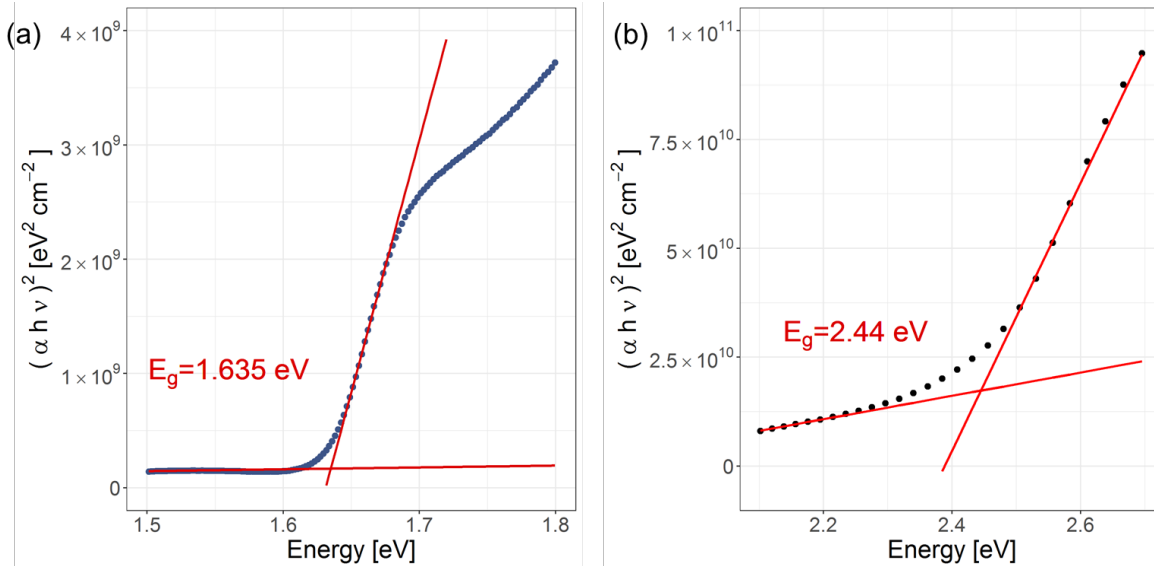 (a)
( α h ν )² [eV² cm⁻²]
4 × 10⁹
3 × 10⁹
2 × 10⁹
1 × 10⁹
0
E_g=1.635 eV
1.5
1.6
1.7
1.8
Energy [eV]
(b)
( α h ν )² [eV² cm⁻²]
1 × 10¹¹
7.5 × 10¹⁰
5 × 10¹⁰
2.5 × 10¹⁰
0
E_g=2.44 eV
2.2
2.4
2.6
Energy [eV]